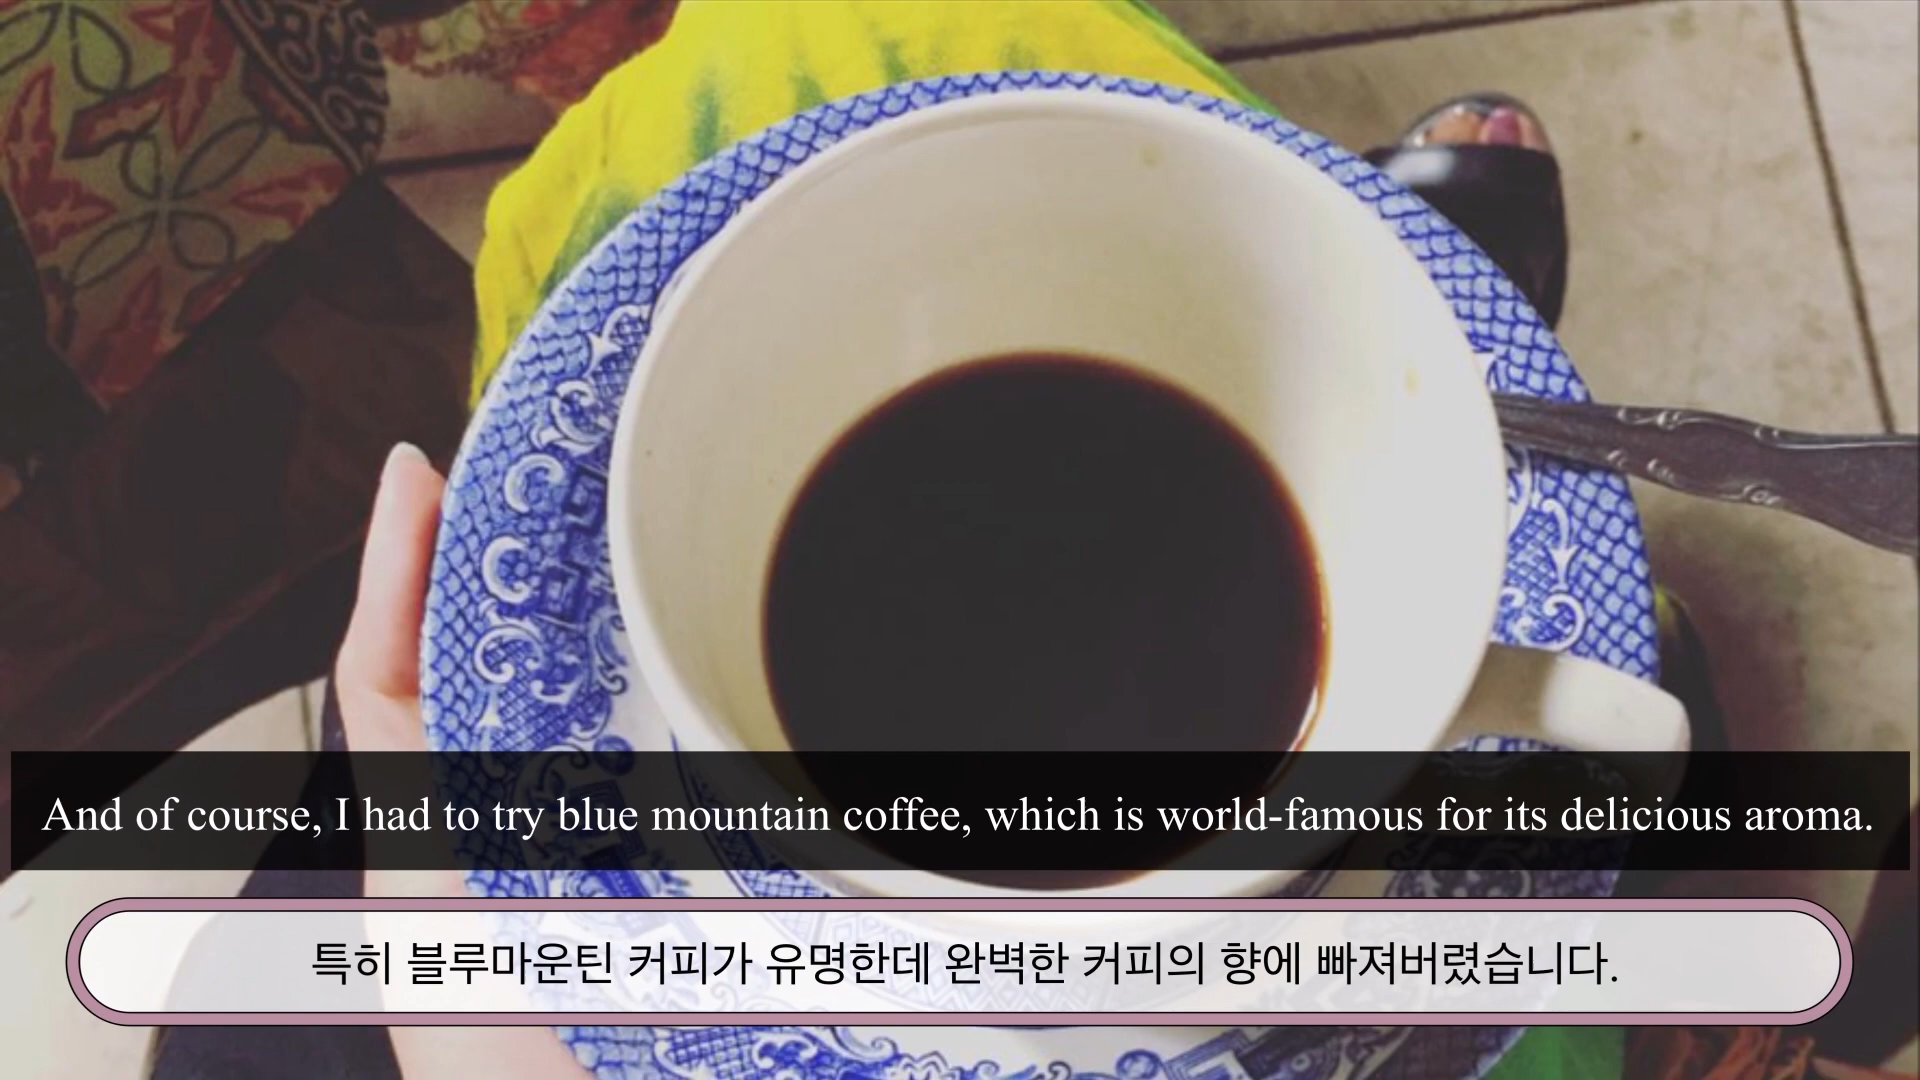 And of course, I had to try blue mountain coffee, which is world-famous for its delicious aroma.
특히 블루마운틴 커피가 유명한데 완벽한 커피의 향에 빠져버렸습니다.